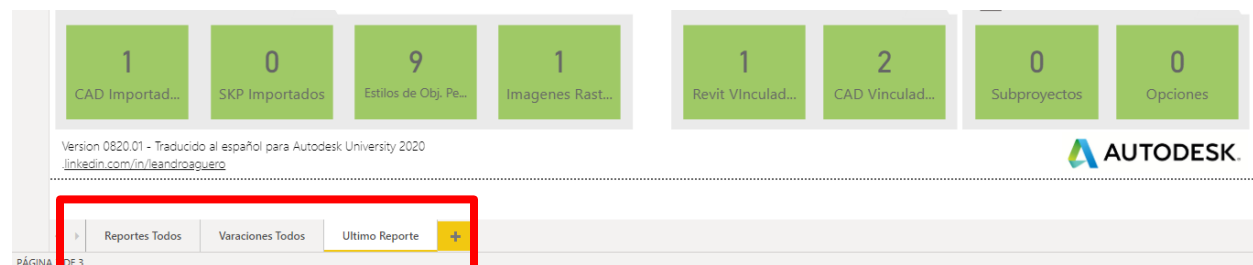 1 0 9 1 1 2 0 0
CAD Importad... SKP Importados Estilos de Obj. Pe... Imagenes Rast... Revit VInculad... CAD Vinculad... Subproyectos Opciones
Version 0820.01 - Traducido al español para Autodesk University 2020
.linkedin.com/in/leandroaguero
AUTODESK.
Reportes Todos Varaciones Todos Ultimo Reporte +
PÁGINA DE 3